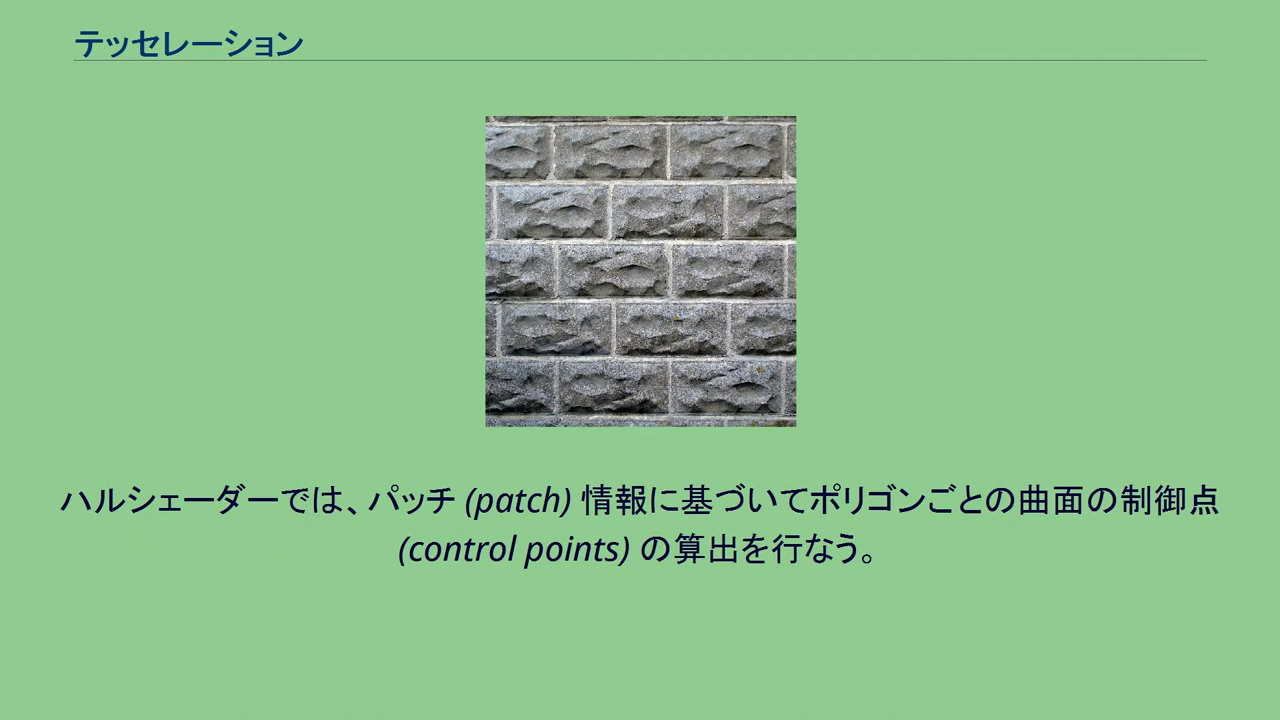 テッセレーション
ハルシェーダーでは、パッチ (patch) 情報に基づいてポリゴンごとの曲面の制御点
(control points) の算出を行なう。